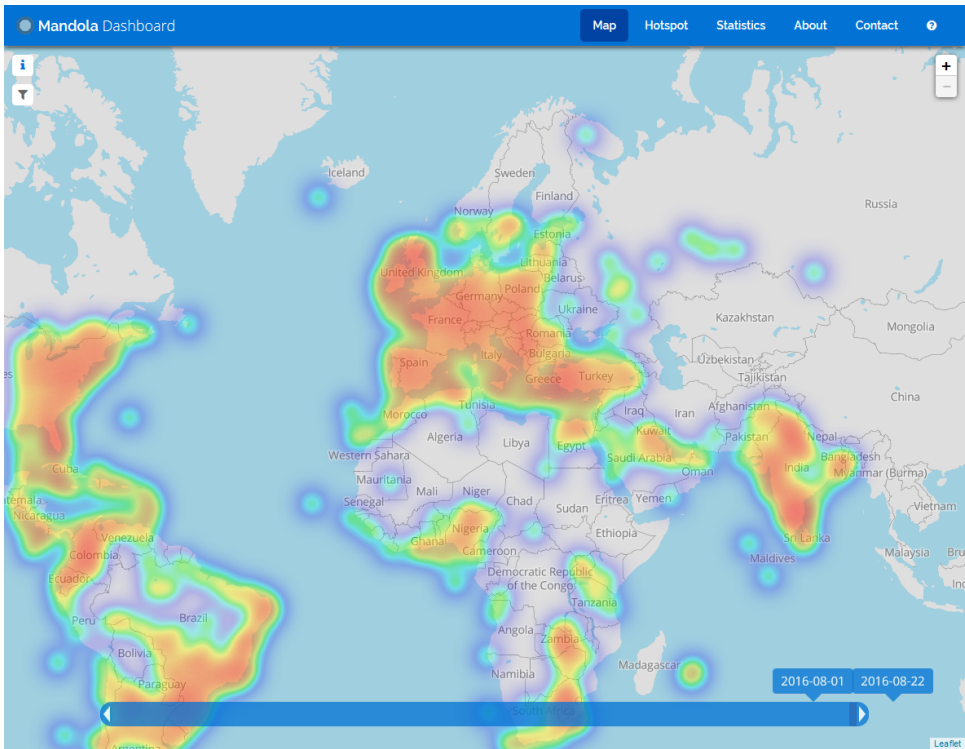 Mandola Dashboard
Map Hotspot Statistics About Contact ?
i
+
−
Iceland
Sweden
Finland
Russia
Norway
Estonia
Lithuania
United Kingdom
Belarus
Poland
Germany
Ukraine
Kazakhstan
France
Mongolia
Romania
Italy
Bulgaria
Uzbekistan
Spain
Greece
Turkey
Tajikistan
China
Tunisia
Afghanistan
Morocco
Iraq
Iran
Algeria
Libya
Egypt
Kuwait
Pakistan
Nepal
Western Sahara
Saudi Arabia
Bangladesh
Cuba
India
Oman
Myanmar (Burma)
Mauritania
Mali
Niger
Senegal
Chad
Eritrea
Yemen
Sudan
Vietnam
Nicaragua
Nigeria
Venezuela
Ghana
Ethiopia
Sri Lanka
Cameroon
Colombia
Maldives
Malaysia
Bru
Democratic Republic
of the Congo
Ecuador
Tanzania
Peru
Brazil
Angola
Zambia
Bolivia
Madagascar
Namibia
Paraguay
2016-08-01 2016-08-22
South Africa
Argentina
Leaflet